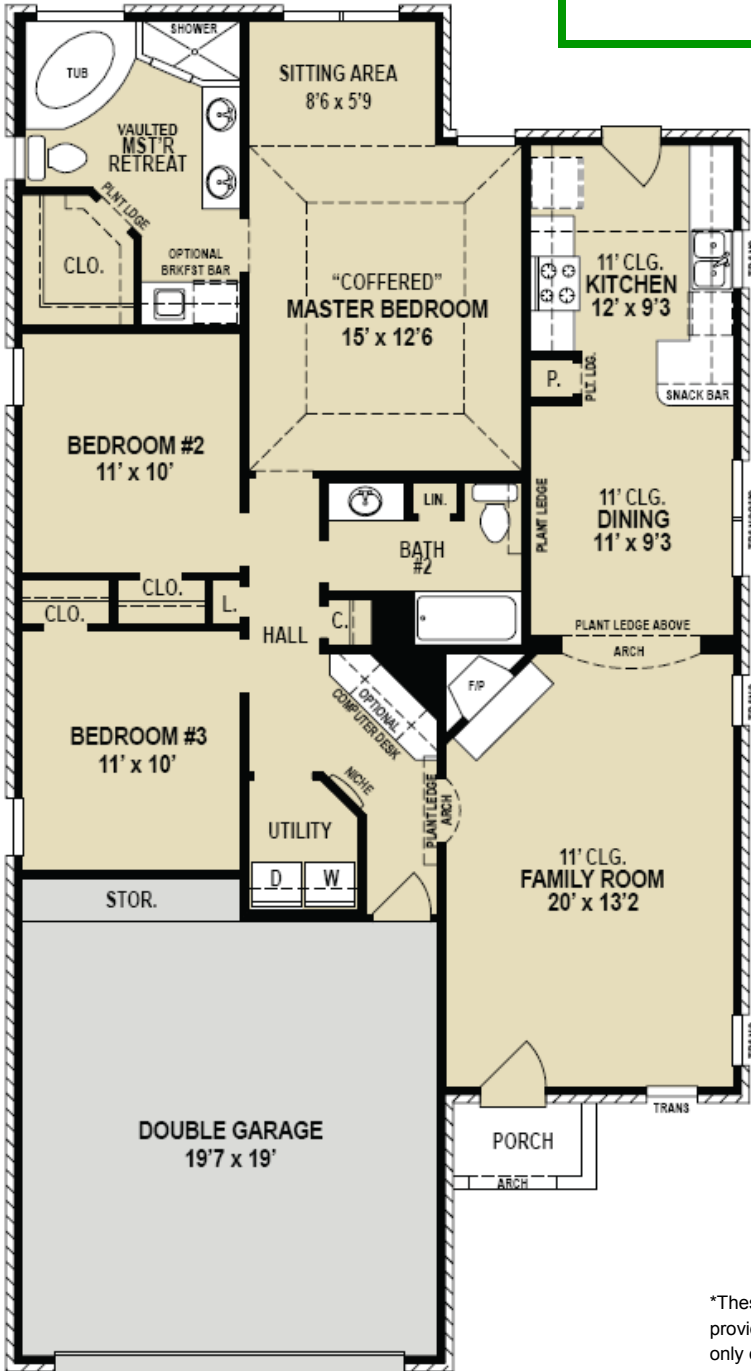 SHOWER
TUB
SITTING AREA
8'6 x 5'9
VAULTED
MST'R
RETREAT
PLNT LDGE
CLO.
OPTIONAL
BRKFST BAR
"COFFERED"
MASTER BEDROOM
15' x 12'6
11' CLG.
KITCHEN
12' x 9'3
P.
PLT. LDG.
SNACK BAR
BEDROOM #2
11' x 10'
LIN.
BATH
#2
PLANT LEDGE
11' CLG.
DINING
11' x 9'3
CLO.
CLO.
L.
HALL
C.
PLANT LEDGE ABOVE
ARCH
F/P
OPTIONAL
COMPUTER DESK
BEDROOM #3
11' x 10'
NICHE
PLANT LEDGE
ARCH
UTILITY
D
W
STOR.
11' CLG.
FAMILY ROOM
20' x 13'2
TRANS
DOUBLE GARAGE
19'7 x 19'
PORCH
ARCH
only